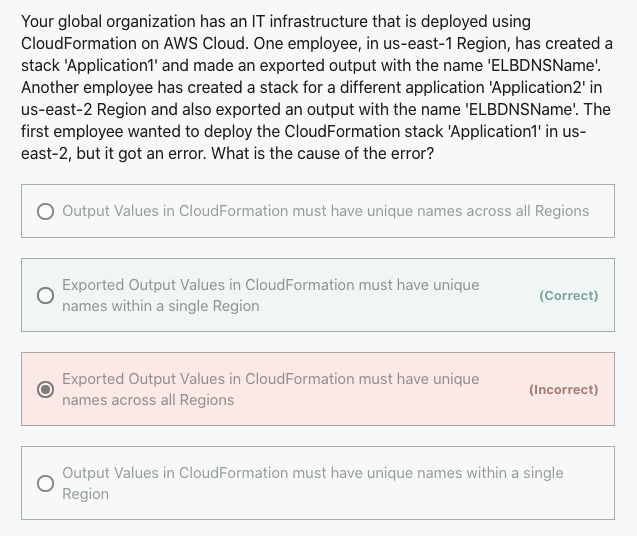 Your global organization has an IT infrastructure that is deployed using
CloudFormation on AWS Cloud. One employee, in us-east-1 Region, has created a
stack 'Application1' and made an exported output with the name 'ELBDNSName'.
Another employee has created a stack for a different application 'Application2' in
us-east-2 Region and also exported an output with the name 'ELBDNSName'. The
first employee wanted to deploy the CloudFormation stack 'Application1' in us-
east-2, but it got an error. What is the cause of the error?
Output Values in CloudFormation must have unique names across all Regions
Exported Output Values in CloudFormation must have unique
names within a single Region
(Correct)
Exported Output Values in CloudFormation must have unique
names across all Regions
(Incorrect)
Output Values in CloudFormation must have unique names within a single
Region